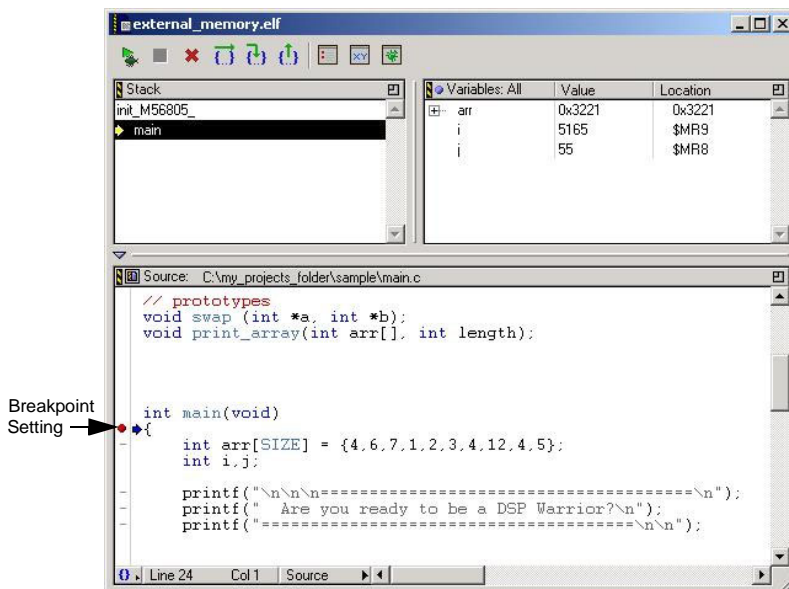 external_memory.elf
Stack
Variables: All Value Location
init_M56805_
main
arr 0x3221 0x3221
i 5165 $MR9
j 55 $MR8
Source: C:\my_projects_folder\sample\main.c
// prototypes
void swap (int *a, int *b);
void print_array(int arr[], int length);
Breakpoint
Setting
int main(void)
{
int arr[SIZE] = {4,6,7,1,2,3,4,12,4,5};
int i,j;
printf("\n\n\n========================================\n");
printf("  Are you ready to be a DSP Warrior?\n");
printf("========================================\n\n");
Line 24 Col 1 Source